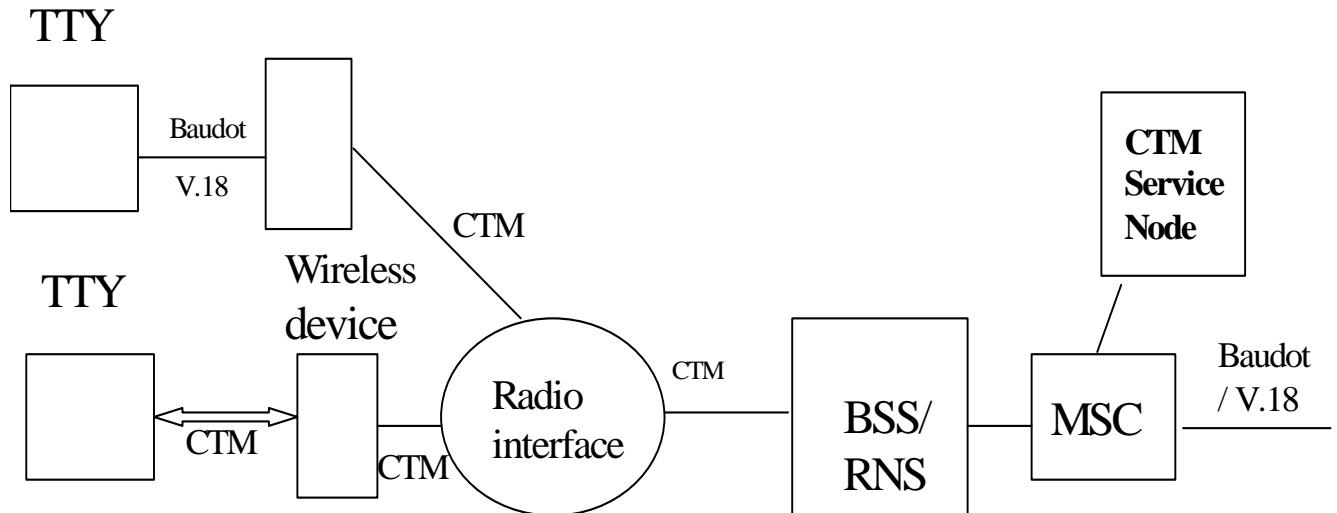 TTY
Baudot
V.18
CTM
Service
Node
CTM
Wireless
device
TTY
CTM
CTM
Radio
interface
CTM
BSS/
RNS
MSC
Baudot
/ V.18